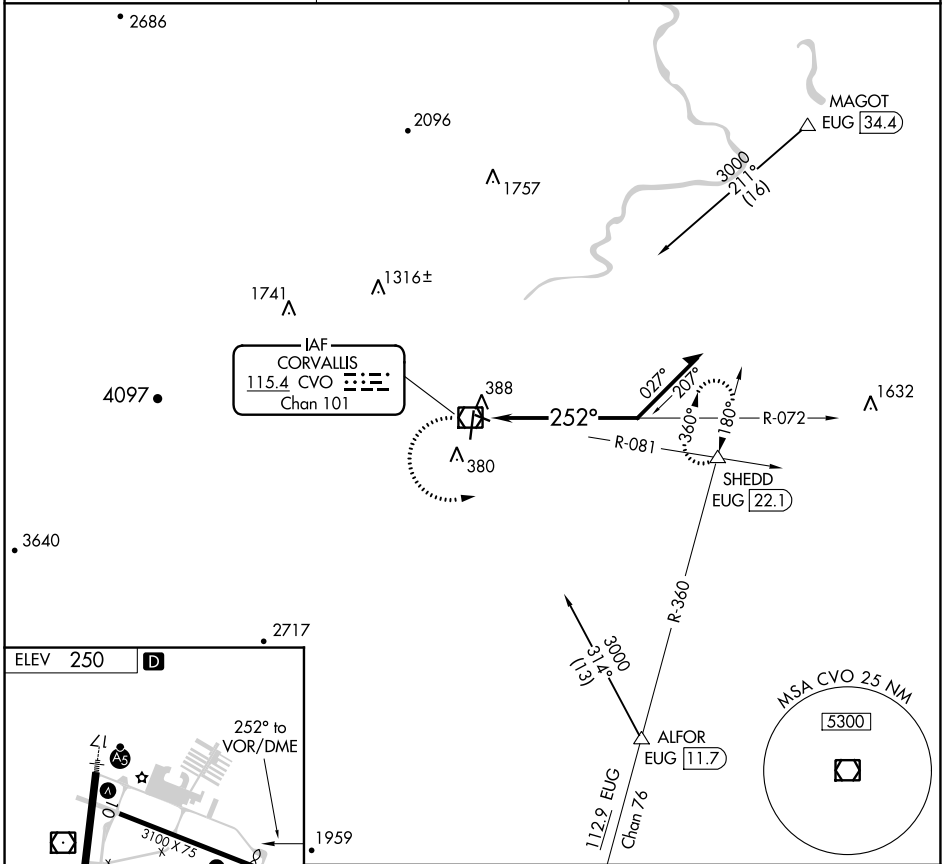 2686
MAGOT
EUG 34.4
2096
3000
211°
(16)
1757
1316±
1741
IAF
CORVALLIS
115.4 CVO
Chan 101
4097
388
252°
027°
207°
360°
180°
R-072
1632
R-081
380
SHEDD
EUG 22.1
3640
R-360
2717
3000
314°
(13)
ELEV 250 D
MSA CVO 25 NM
5300
252° to
VOR/DME
ALFOR
EUG 11.7
17
A5
V
10
3100 X 75
1959
112.9 EUG
Chan 76